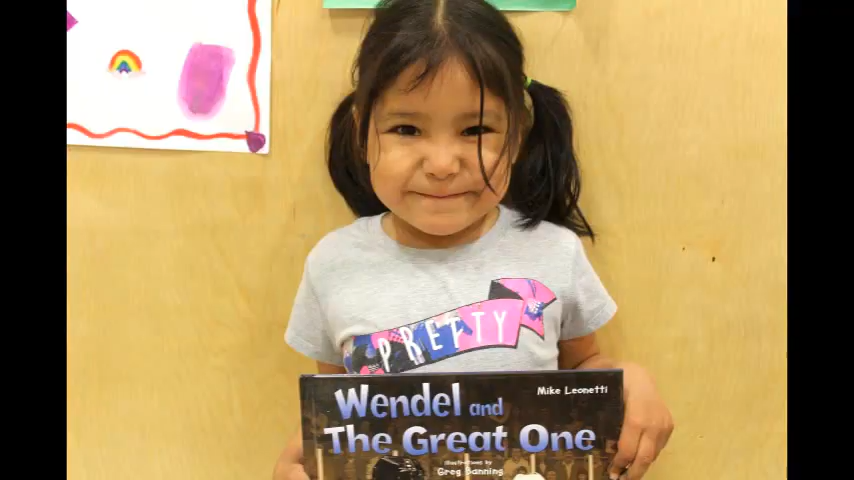 PRETTY
Mike Leonetti
Wendel and
The Great One
illustrations by
Greg Banning